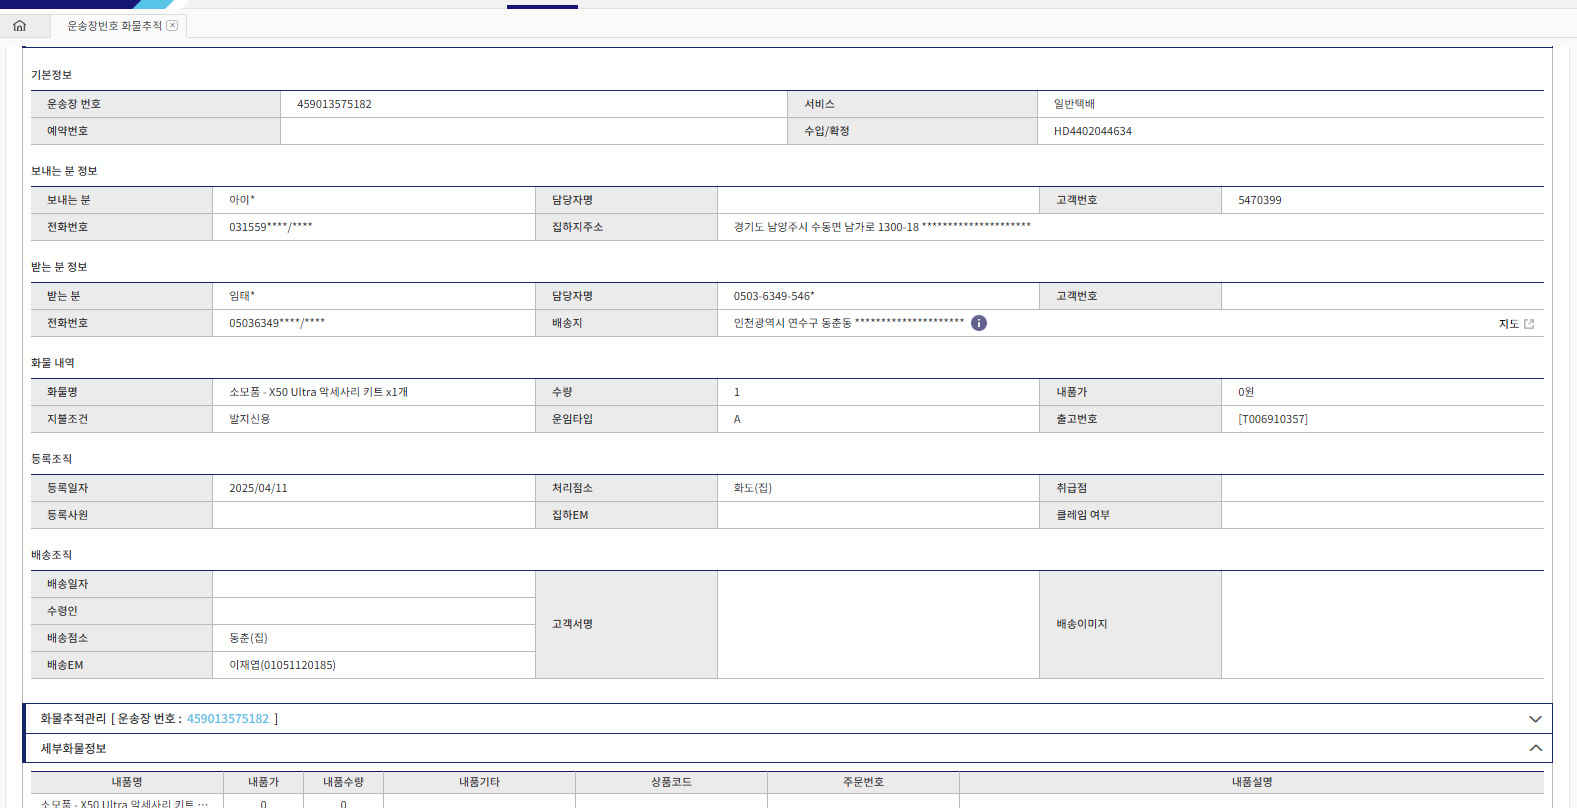 운송장번호 화물추적
기본정보
운송장 번호 459013575182 서비스 일반택배
예약번호 수입/확정 HD4402044634
보내는 분 정보
보내는 분 아이* 담당자명 고객번호 5470399
전화번호 031559****/**** 집하지주소 경기도 남양주시 수동면 남가로 1300-18 *********************
받는 분 정보
받는 분 임태* 담당자명 0503-6349-546* 고객번호
전화번호 05036349****/**** 배송지 인천광역시 연수구 동춘동 ********************* i 지도
화물 내역
화물명 소모품 - X50 Ultra 악세사리 키트 x1개 수량 1 내품가 0원
지불조건 발지신용 운임타입 A 출고번호 [T006910357]
등록조직
등록일자 2025/04/11 처리점소 화도(집) 취급점
등록사원 집하EM 클레임 여부
배송조직
배송일자
수령인
고객서명 배송이미지
배송점소 동춘(집)
배송EM 이재엽(01051120185)
화물추적관리 [ 운송장 번호 : 459013575182 ]
세부화물정보
내품명 내품가 내품수량 내품기타 상품코드 주문번호 내품설명
소모품 - X50 Ultra 악세사리 키트 ... 0 0